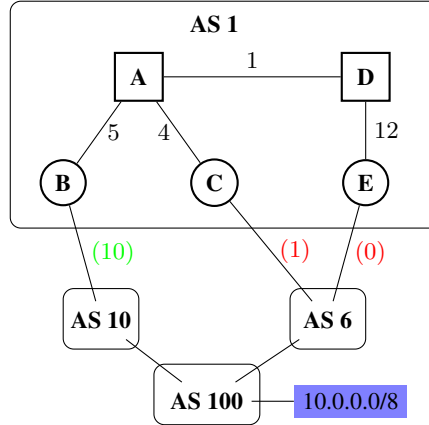 AS 1
A
1
D
5
4
12
B
C
E
(10)
(1)
(0)
AS 10
AS 6
AS 100
10.0.0.0/8